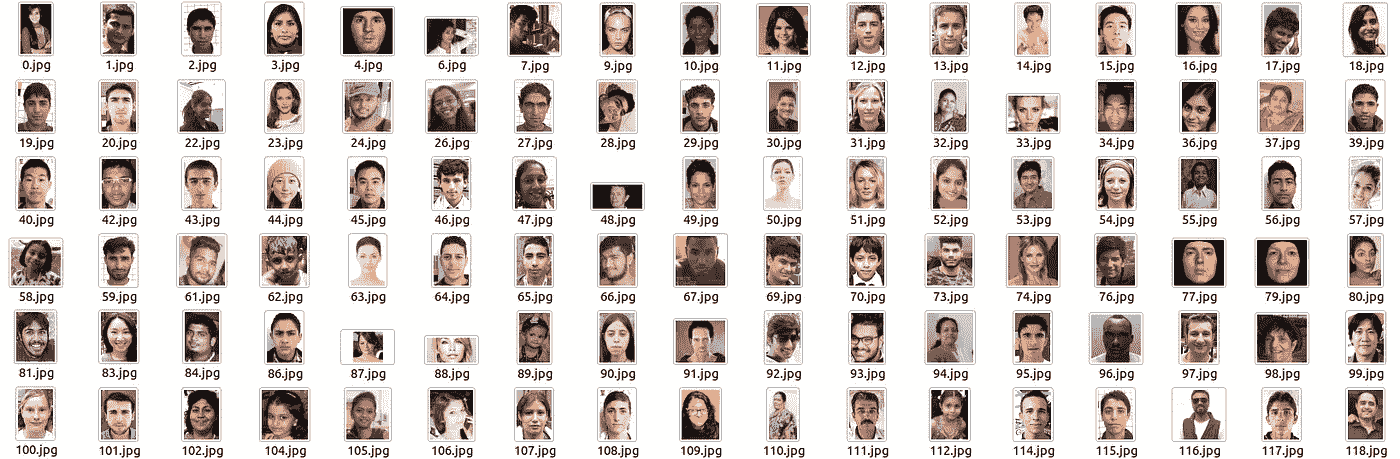 0.jpg 1.jpg 2.jpg 3.jpg 4.jpg 6.jpg 7.jpg 9.jpg 10.jpg 11.jpg 12.jpg 13.jpg 14.jpg 15.jpg 16.jpg 17.jpg 18.jpg
19.jpg 20.jpg 22.jpg 23.jpg 24.jpg 26.jpg 27.jpg 28.jpg 29.jpg 30.jpg 31.jpg 32.jpg 33.jpg 34.jpg 36.jpg 37.jpg 39.jpg
40.jpg 42.jpg 43.jpg 44.jpg 45.jpg 46.jpg 47.jpg 48.jpg 49.jpg 50.jpg 51.jpg 52.jpg 53.jpg 54.jpg 55.jpg 56.jpg 57.jpg
58.jpg 59.jpg 61.jpg 62.jpg 63.jpg 64.jpg 65.jpg 66.jpg 67.jpg 69.jpg 70.jpg 73.jpg 74.jpg 76.jpg 77.jpg 79.jpg 80.jpg
81.jpg 83.jpg 84.jpg 86.jpg 87.jpg 88.jpg 89.jpg 90.jpg 91.jpg 92.jpg 93.jpg 94.jpg 95.jpg 96.jpg 97.jpg 98.jpg 99.jpg
100.jpg 101.jpg 102.jpg 104.jpg 105.jpg 106.jpg 107.jpg 108.jpg 109.jpg 110.jpg 111.jpg 112.jpg 114.jpg 115.jpg 116.jpg 117.jpg 118.jpg